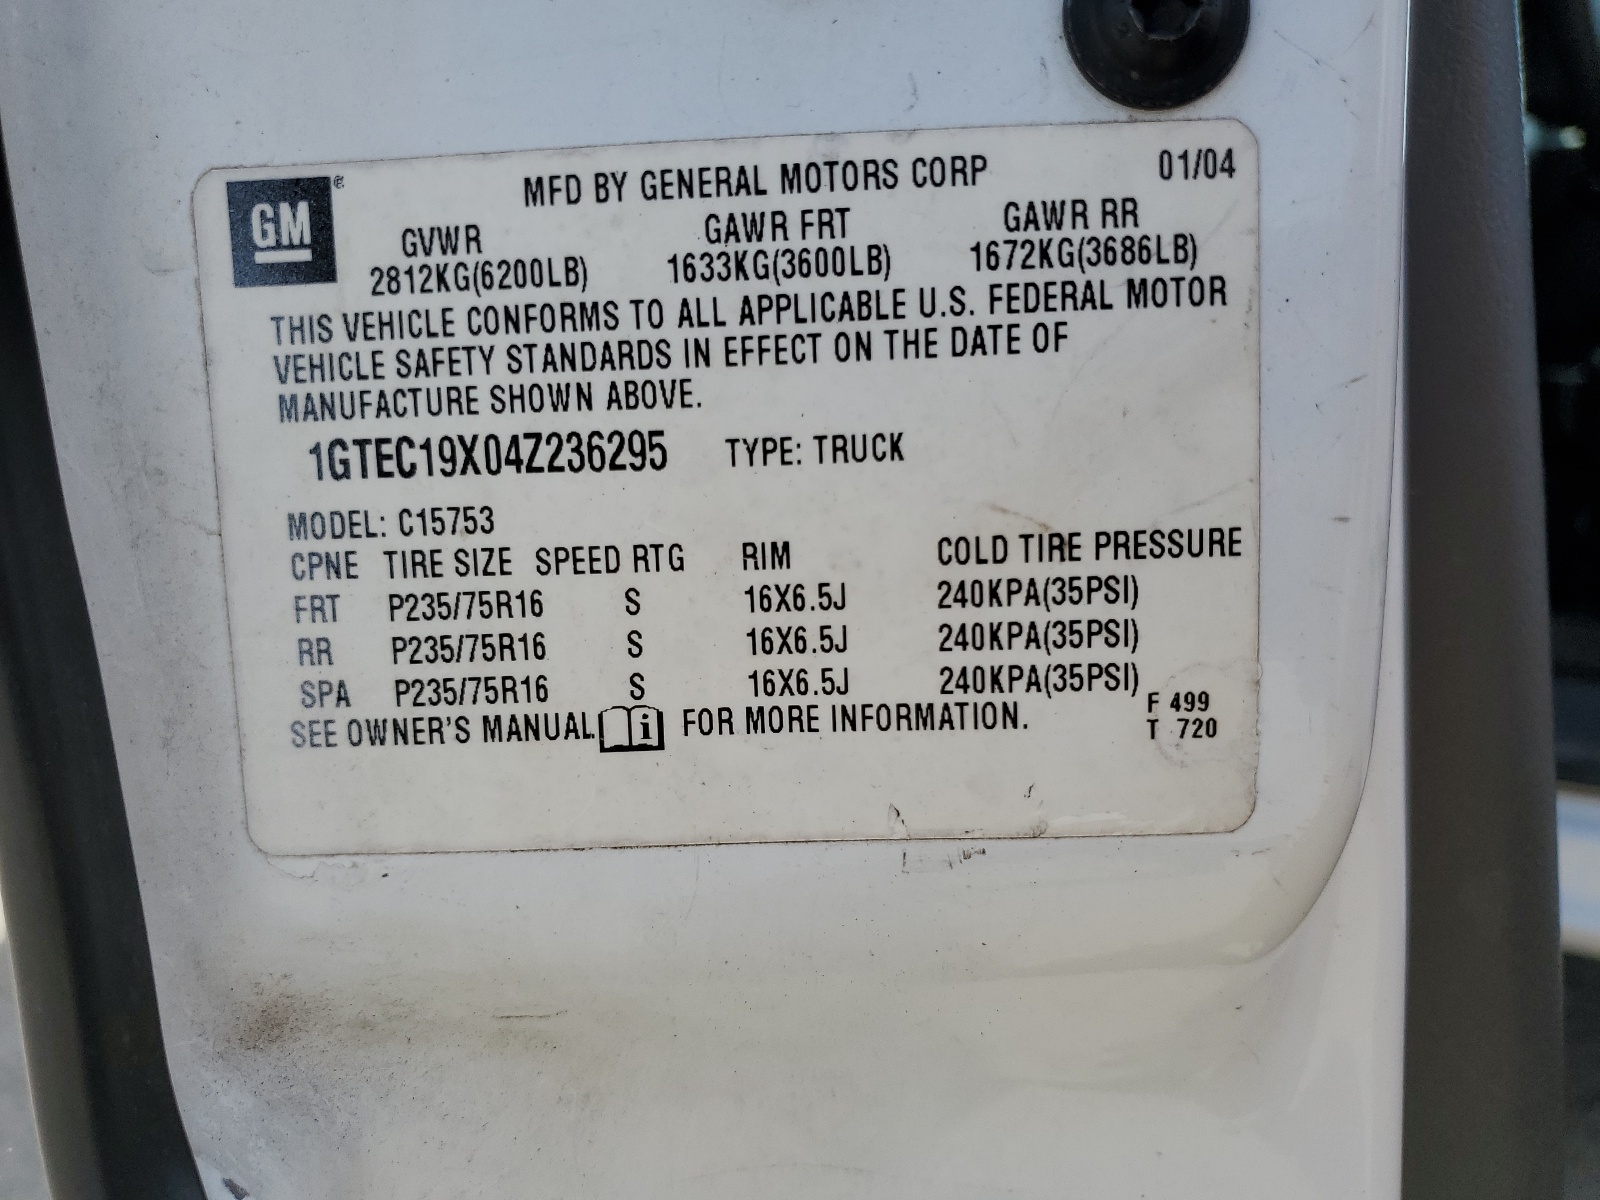 GM ® MFD BY GENERAL MOTORS CORP 01/04
GVWR GAWR FRT GAWR RR
2812KG(6200LB) 1633KG(3600LB) 1672KG(3686LB)
THIS VEHICLE CONFORMS TO ALL APPLICABLE U.S. FEDERAL MOTOR
VEHICLE SAFETY STANDARDS IN EFFECT ON THE DATE OF
MANUFACTURE SHOWN ABOVE.
1GTEC19X04Z236295 TYPE: TRUCK
MODEL: C15753
CPNE TIRE SIZE SPEED RTG RIM COLD TIRE PRESSURE
FRT P235/75R16 S 16X6.5J 240KPA(35PSI)
RR P235/75R16 S 16X6.5J 240KPA(35PSI)
SPA P235/75R16 S 16X6.5J 240KPA(35PSI)
SEE OWNER'S MANUAL i FOR MORE INFORMATION.
F 499
T 720